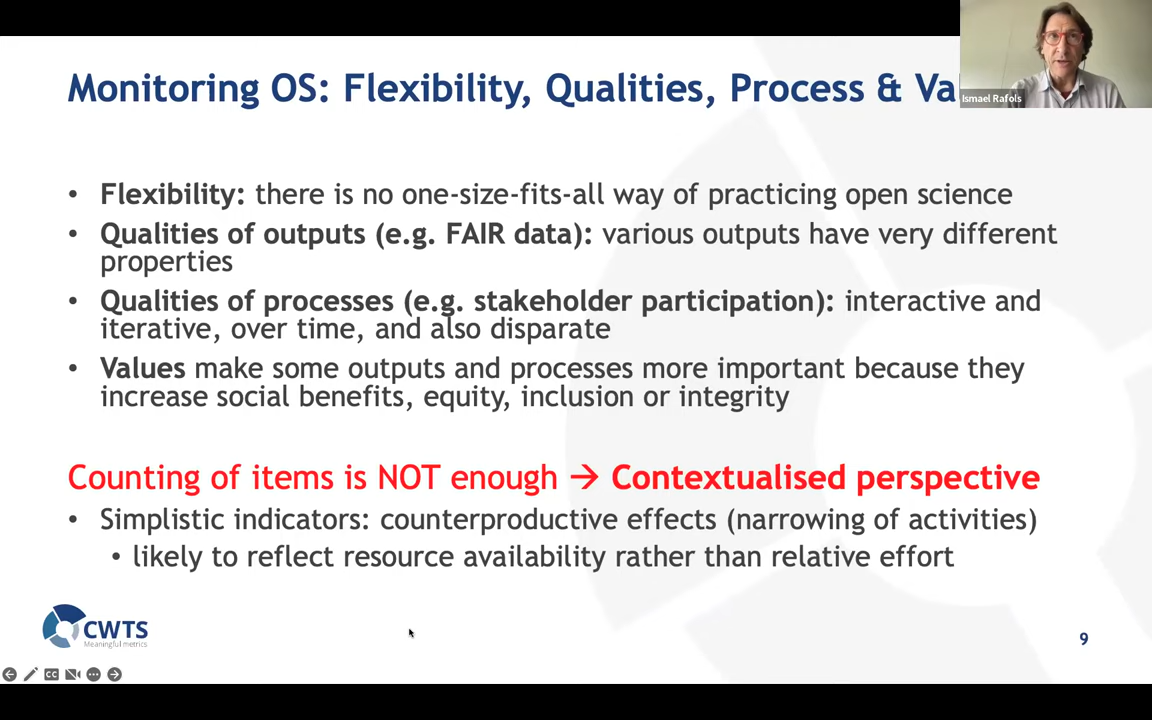 Monitoring OS: Flexibility, Qualities, Process & Va
Ismael Rafols
• Flexibility: there is no one-size-fits-all way of practicing open science
• Qualities of outputs (e.g. FAIR data): various outputs have very different
properties
• Qualities of processes (e.g. stakeholder participation): interactive and
iterative, over time, and also disparate
• Values make some outputs and processes more important because they
increase social benefits, equity, inclusion or integrity
Counting of items is NOT enough → Contextualised perspective
• Simplistic indicators: counterproductive effects (narrowing of activities)
• likely to reflect resource availability rather than relative effort
CWTS
Meaningful metrics
9
CC